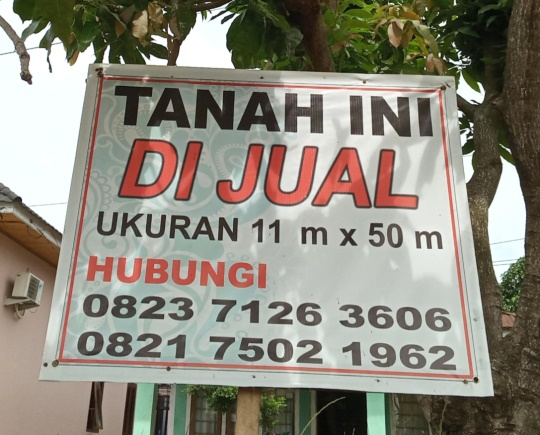 TANAH INI
DI JUAL
UKURAN 11 m x 50 m
HUBUNGI
0823 7126 3606
0821 7502 1962